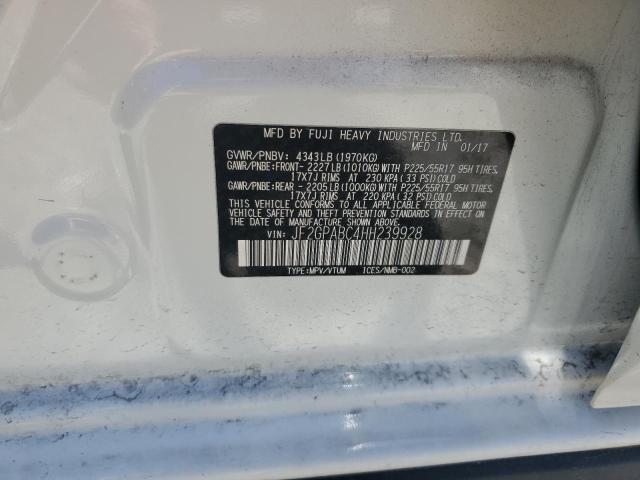 MFD BY FUJI HEAVY INDUSTRIES LTD.
MFD IN 01/17
GVWR/PNBV: 4343LB (1970KG)
GAWR/PNBE:FRONT- 2227LB (1010KG) WITH P225/55R17 95H TIRES,
17X7J RIMS AT 230 KPA (33 PSI) COLD
GAWR/PNBE:REAR - 2205LB (1000KG) WITH P225/55R17 95H TIRES,
17X7J RIMS AT 220 KPA (32 PSI) COLD
THIS VEHICLE CONFORMS TO ALL APPLICABLE FEDERAL MOTOR
VEHICLE SAFETY AND THEFT PREVENTION STANDARDS IN EFFECT ON
THE DATE OF MANUFACTURE SHOWN ABOVE.
VIN: JF2GPABC4HH239928
TYPE:MPV/VTUM ICES/NMB-002